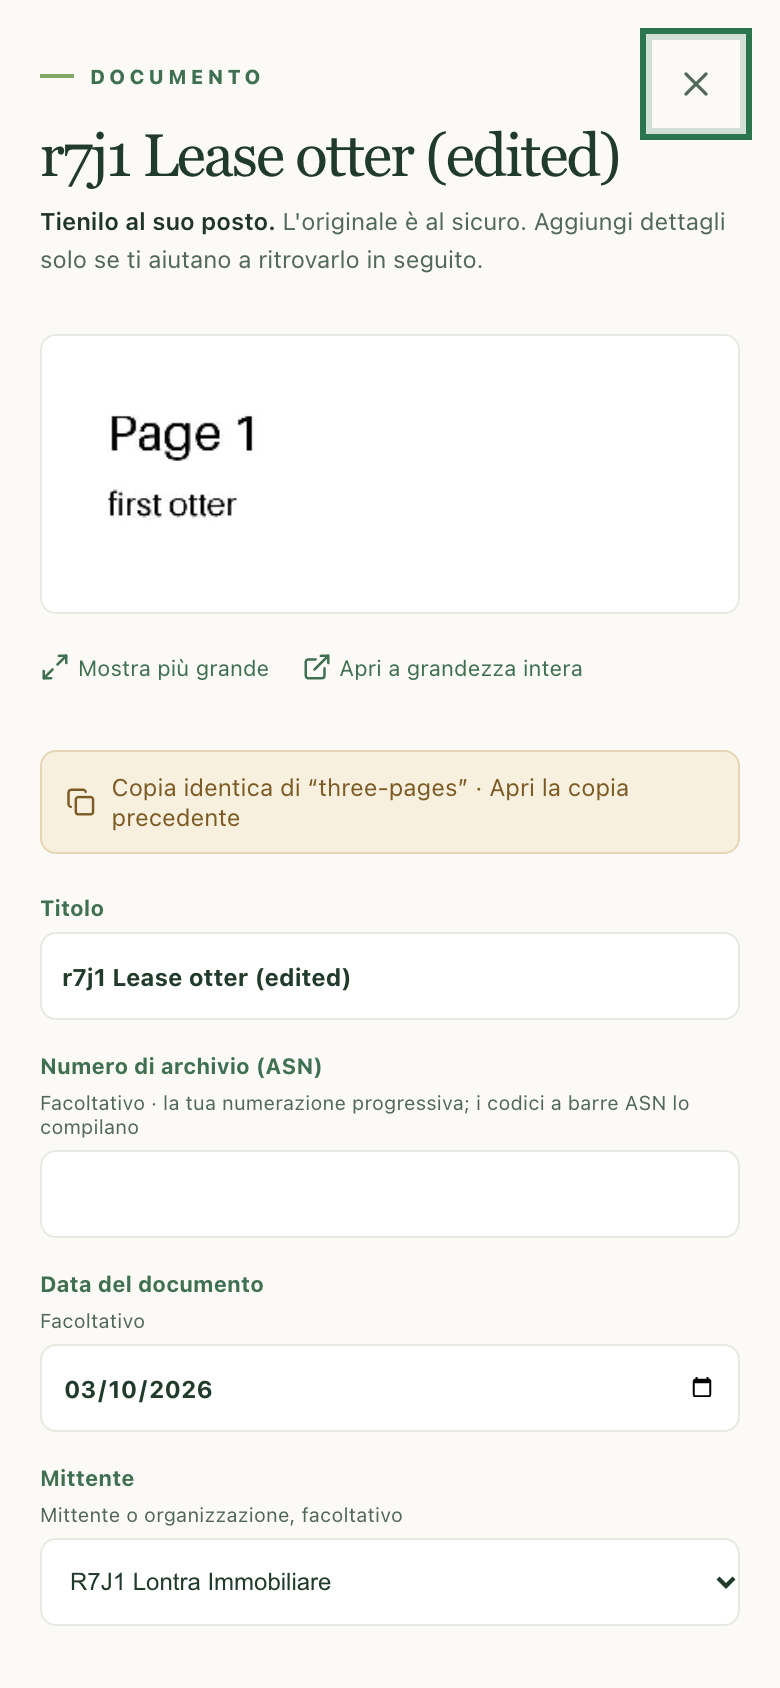 DOCUMENTO
r7j1 Lease otter (edited)
Tienilo al suo posto. L'originale è al sicuro. Aggiungi dettagli
solo se ti aiutano a ritrovarlo in seguito.
Page 1
first otter
Mostra più grande
Apri a grandezza intera
Copia identica di “three-pages” · Apri la copia
precedente
Titolo
r7j1 Lease otter (edited)
Numero di archivio (ASN)
Facoltativo · la tua numerazione progressiva; i codici a barre ASN lo
compilano
Data del documento
Facoltativo
03/10/2026
Mittente
Mittente o organizzazione, facoltativo
R7J1 Lontra Immobiliare